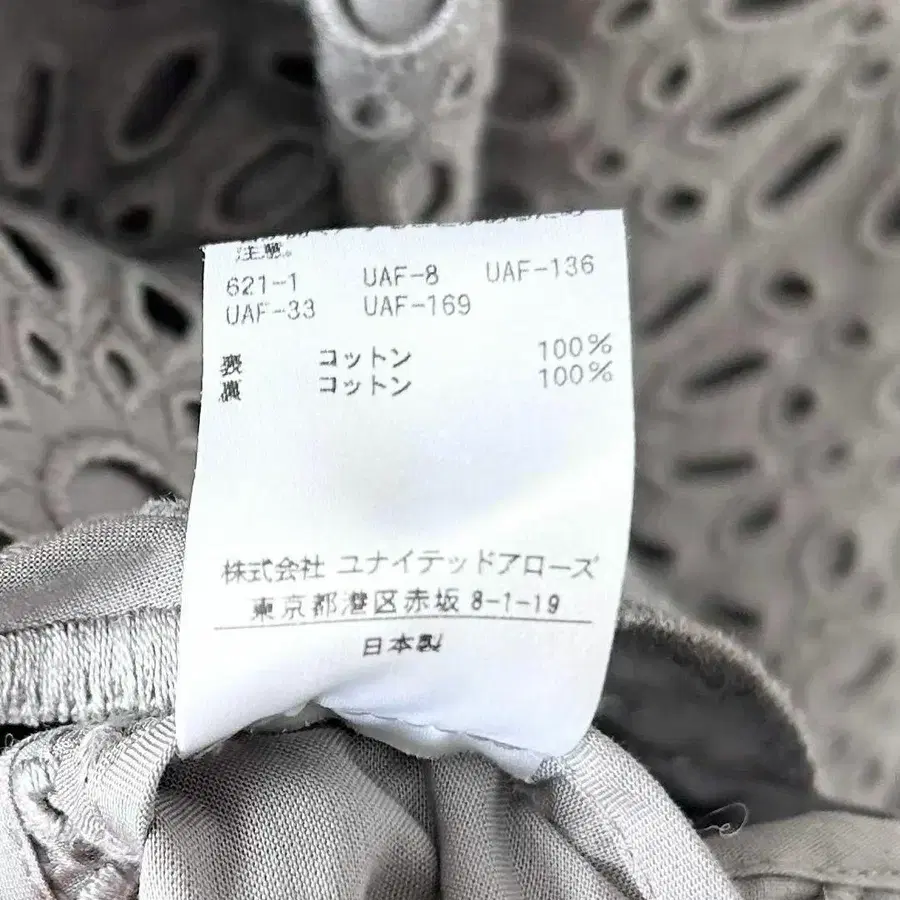 注意。
621-1 UAF-8 UAF-136
UAF-33 UAF-169
表 コットン 100%
裏 コットン 100%
株式会社 ユナイテッドアローズ
東京都港区赤坂 8-1-19
日本製